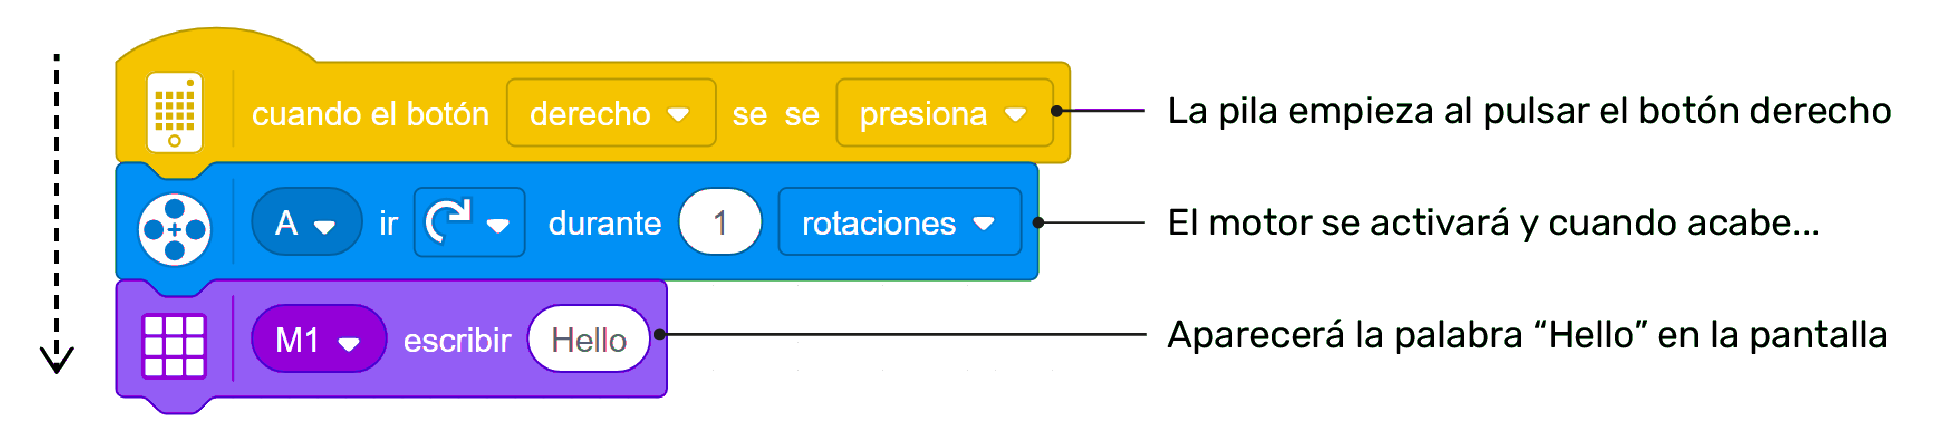 cuando el botón derecho se se presiona
La pila empieza al pulsar el botón derecho
A ir durante 1 rotaciones
El motor se activará y cuando acabe...
M1 escribir Hello
Aparecerá la palabra “Hello” en la pantalla